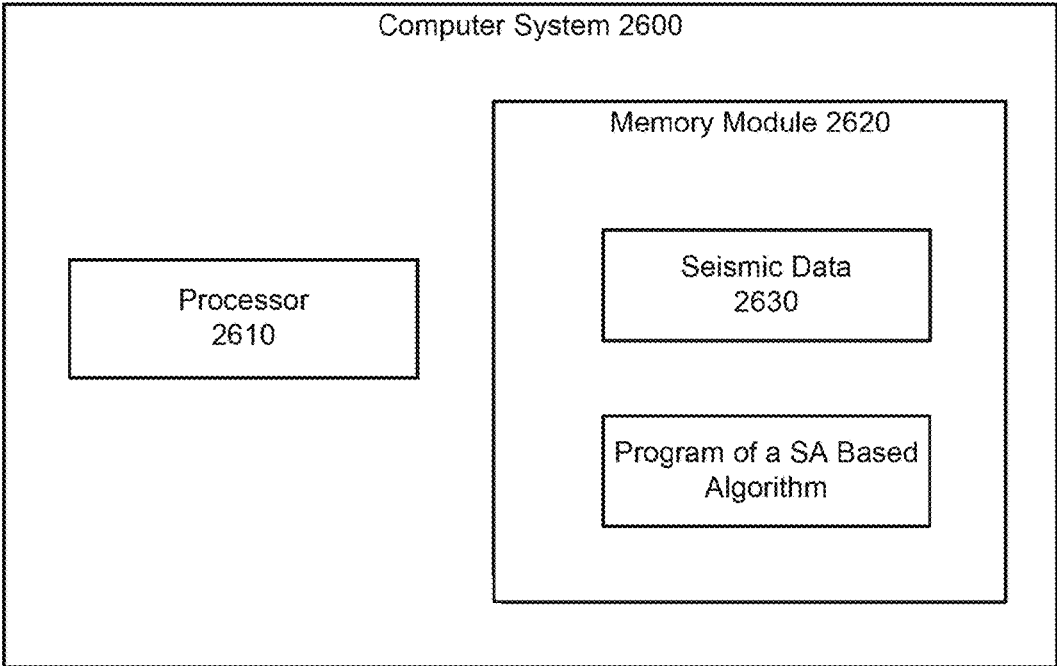 Computer System 2600
Memory Module 2620
Processor
2610
Seismic Data
2630
Program of a SA Based
Algorithm